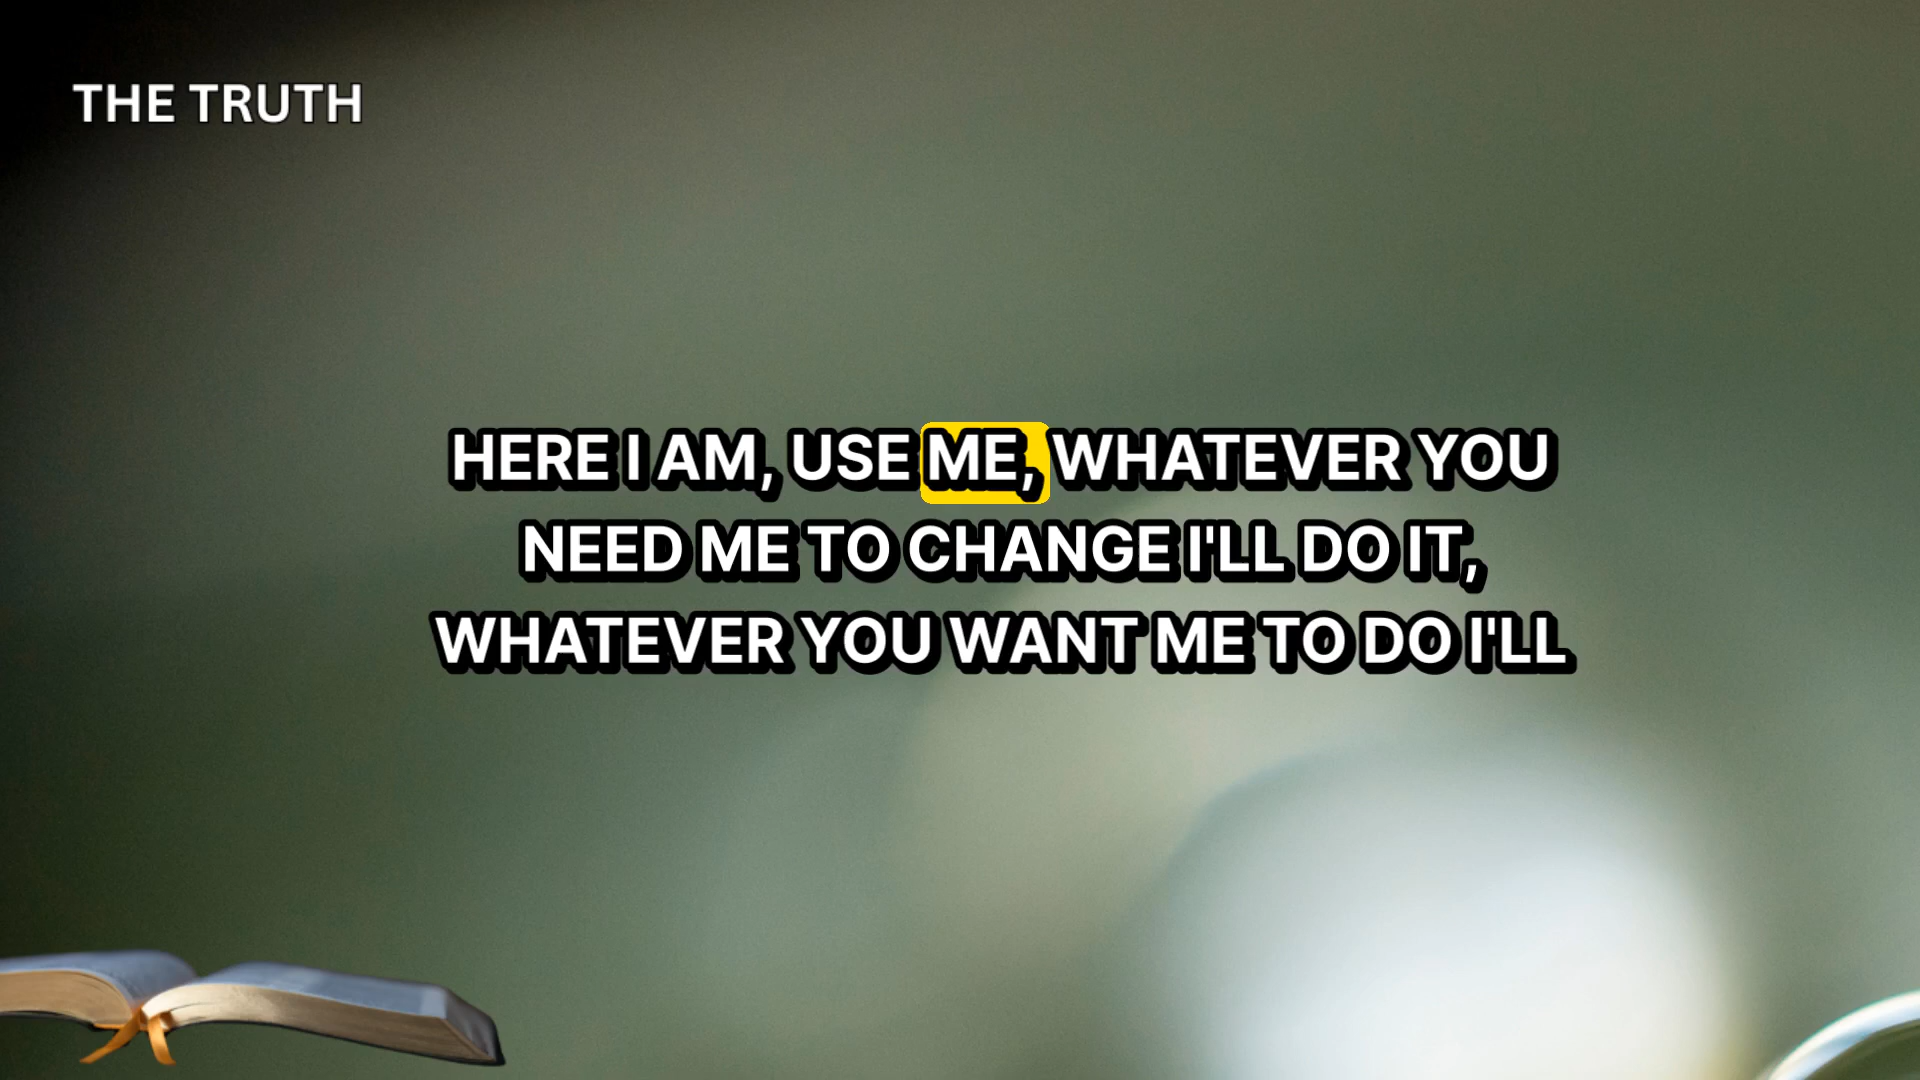 THE TRUTH
HERE I AM, USE ME, WHATEVER YOU
NEED ME TO CHANGE I'LL DO IT,
WHATEVER YOU WANT ME TO DO I'LL